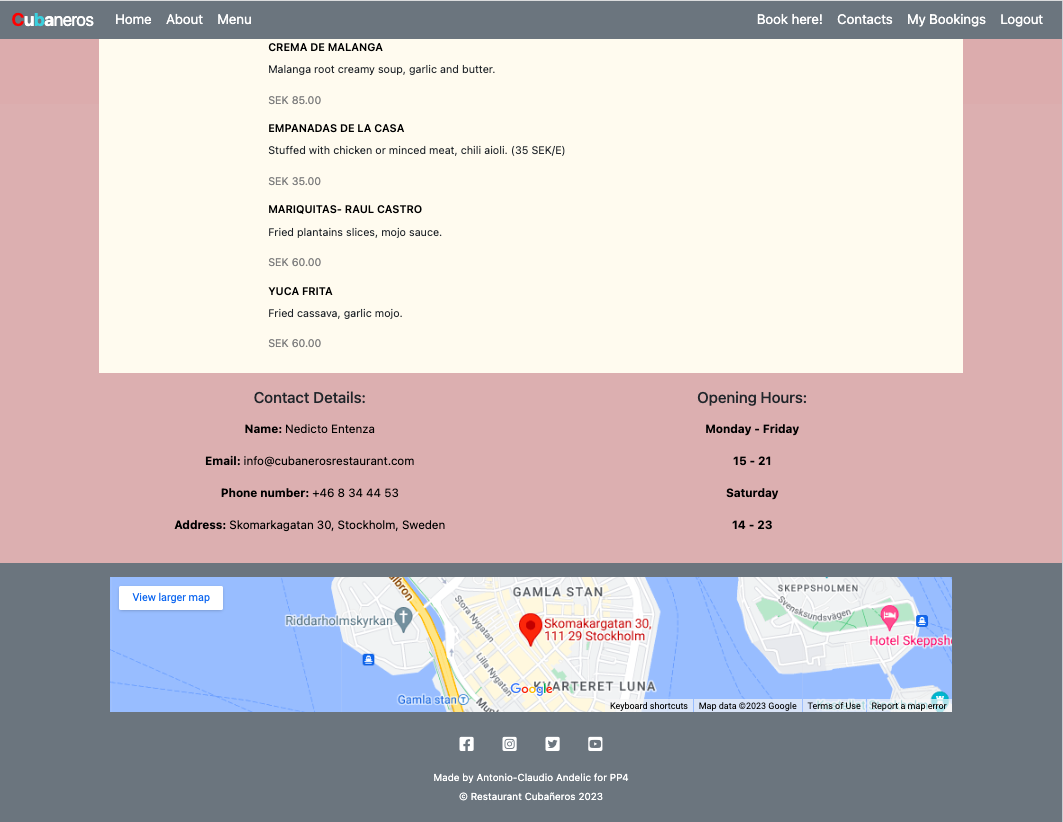 Cubaneros Home About Menu Book here! Contacts My Bookings Logout
CREMA DE MALANGA
Malanga root creamy soup, garlic and butter.
SEK 85.00
EMPANADAS DE LA CASA
Stuffed with chicken or minced meat, chili aioli. (35 SEK/E)
SEK 35.00
MARIQUITAS- RAUL CASTRO
Fried plantains slices, mojo sauce.
SEK 60.00
YUCA FRITA
Fried cassava, garlic mojo.
SEK 60.00
Contact Details:
Name: Nedicto Entenza
Email: info@cubanerosrestaurant.com
Phone number: +46 8 34 44 53
Address: Skomarkagatan 30, Stockholm, Sweden
Opening Hours:
Monday - Friday
15 - 21
Saturday
14 - 23
View larger map
GAMLA STAN
SKEPPSHOLMEN
Stora Nygatan
Svensksundsvägen
Riddarholmskyrkan
Skomakargatan 30,
111 29 Stockholm
Hotel Skeppsh
Lilla Nygatan
KVARTERET LUNA
Google
Gamla stan
Keyboard shortcuts Map data ©2023 Google Terms of Use Report a map error
Made by Antonio-Claudio Andelic for PP4
© Restaurant Cubañeros 2023